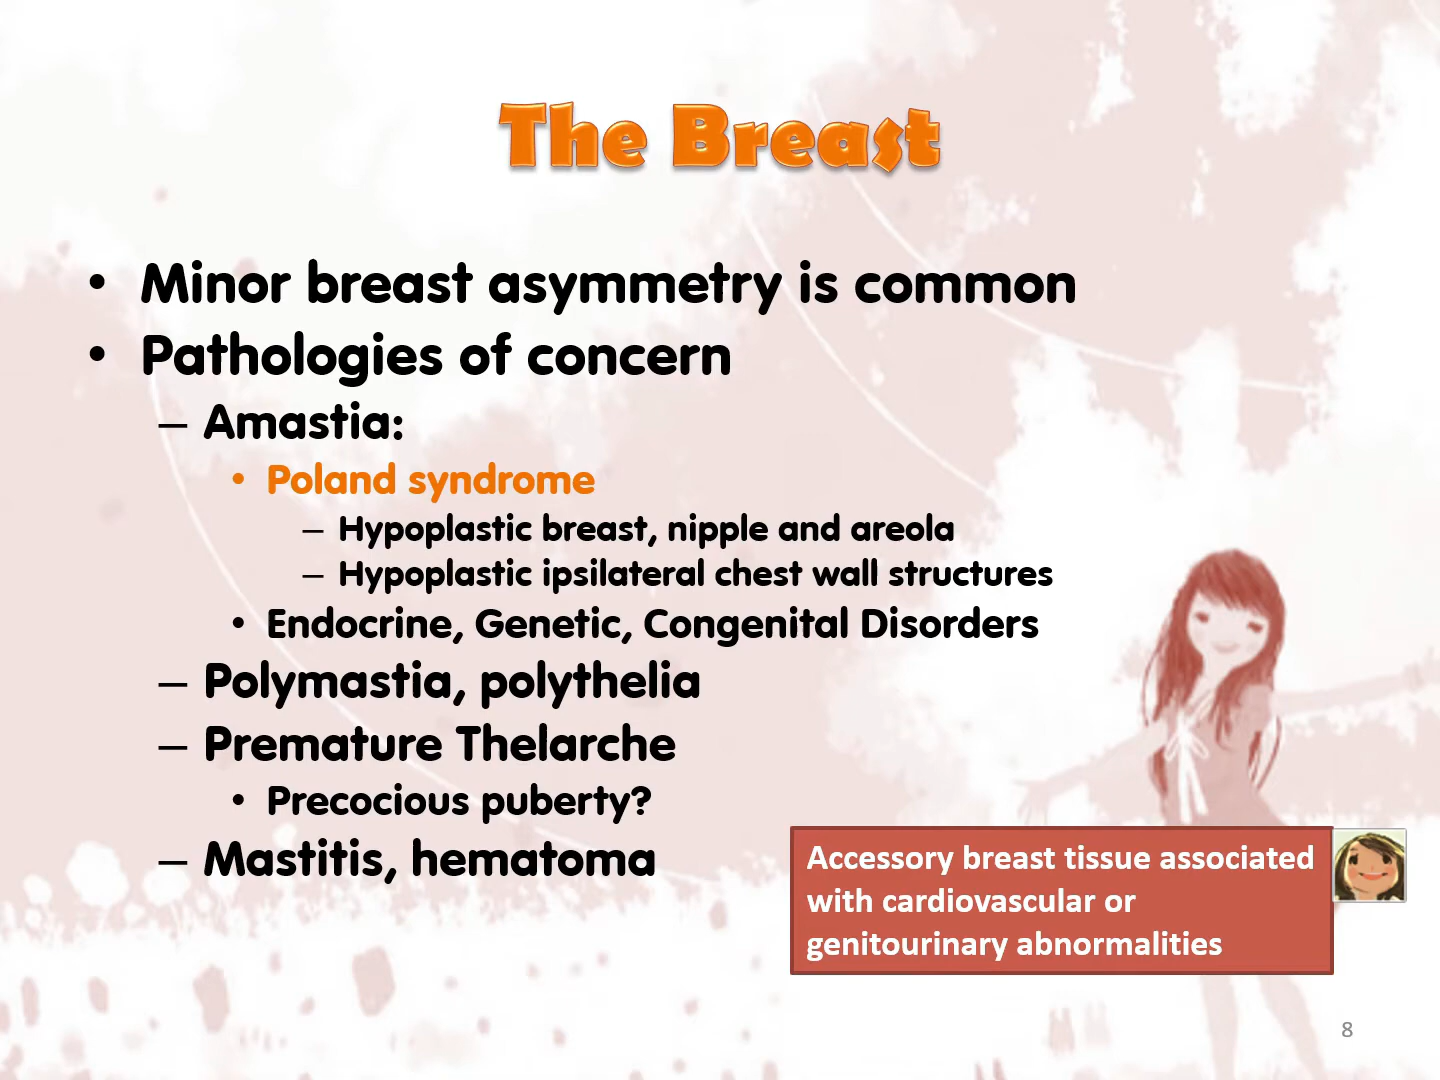 The Breast
• Minor breast asymmetry is common
• Pathologies of concern
– Amastia:
• Poland syndrome
– Hypoplastic breast, nipple and areola
– Hypoplastic ipsilateral chest wall structures
• Endocrine, Genetic, Congenital Disorders
– Polymastia, polythelia
– Premature Thelarche
• Precocious puberty?
– Mastitis, hematoma
Accessory breast tissue associated
with cardiovascular or
genitourinary abnormalities
8